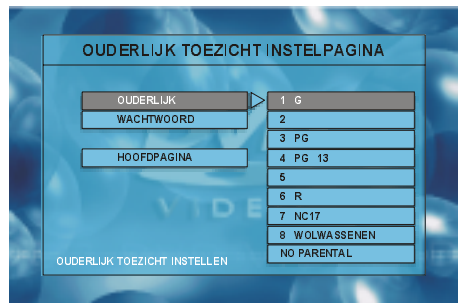 OUDERLIJK TOEZICHT INSTELPAGINA
OUDERLIJK
WACHTWOORD
HOOFDPAGINA
1 G
2
3 PG
4 PG 13
5
6 R
7 NC17
8 WOLWASSENEN
NO PARENTAL
VIDE
OUDERLIJK TOEZICHT INSTELLEN